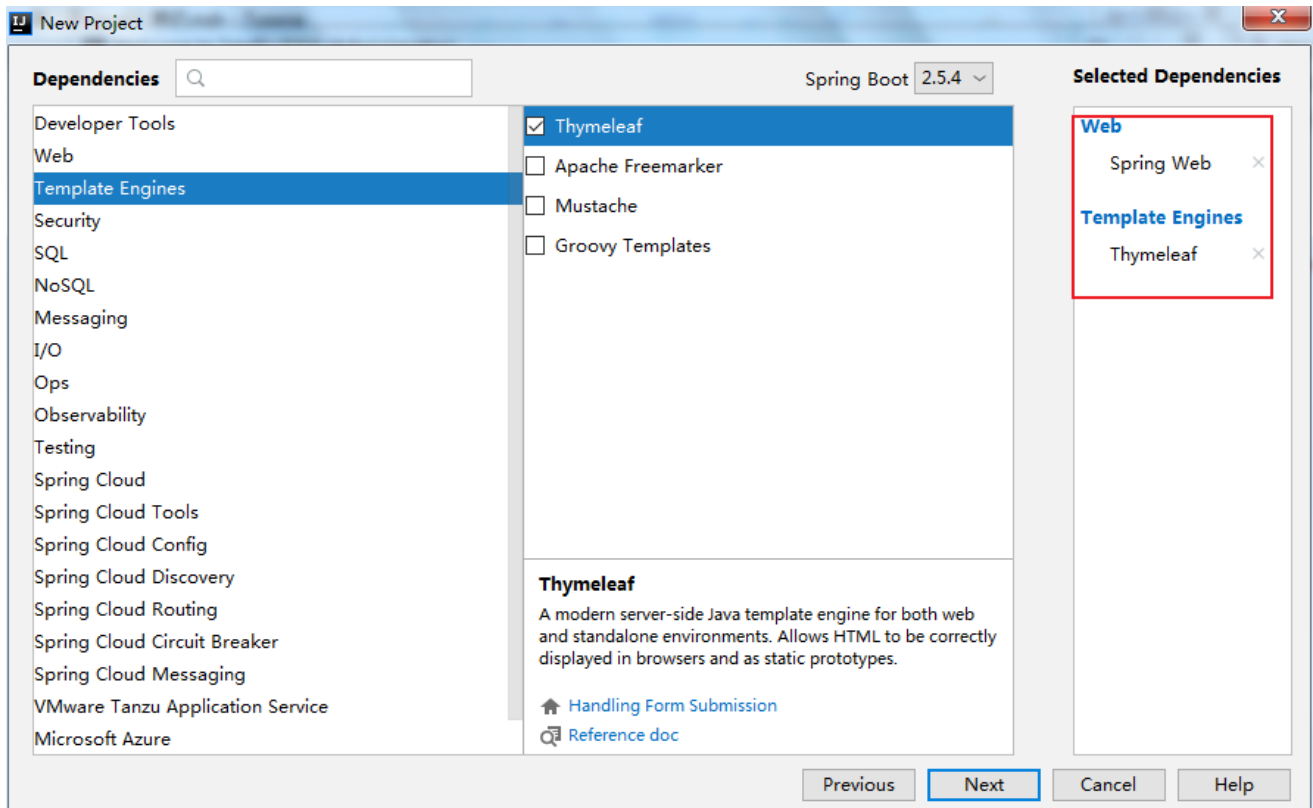 New Project
Dependencies
Spring Boot 2.5.4
Selected Dependencies
Developer Tools
Web
Template Engines
Security
SQL
NoSQL
Messaging
I/O
Ops
Observability
Testing
Spring Cloud
Spring Cloud Tools
Spring Cloud Config
Spring Cloud Discovery
Spring Cloud Routing
Spring Cloud Circuit Breaker
Spring Cloud Messaging
VMware Tanzu Application Service
Microsoft Azure
Thymeleaf
Apache Freemarker
Mustache
Groovy Templates
Thymeleaf
A modern server-side Java template engine for both web
and standalone environments. Allows HTML to be correctly
displayed in browsers and as static prototypes.
Handling Form Submission
Reference doc
Web
Spring Web
Template Engines
Thymeleaf
Previous
Next
Cancel
Help